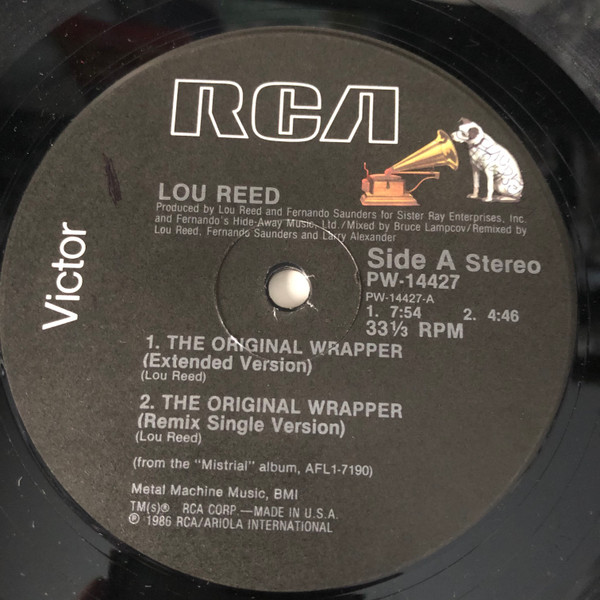 RCA
Victor
LOU REED
Produced by Lou Reed and Fernando Saunders for Sister Ray Enterprises, Inc.
and Fernando's Hide-Away Music, Ltd./Mixed by Bruce Lampcov/Remixed by
Lou Reed, Fernando Saunders and Larry Alexander
Side A Stereo
PW-14427
PW-14427-A
1. 7:54 2. 4:46
33⅓ RPM
1. THE ORIGINAL WRAPPER
(Extended Version)
(Lou Reed)
2. THE ORIGINAL WRAPPER
(Remix Single Version)
(Lou Reed)
(from the "Mistrial" album, AFL1-7190)
Metal Machine Music, BMI
TM(s)® RCA CORP.—MADE IN U.S.A.
℗ 1986 RCA/ARIOLA INTERNATIONAL